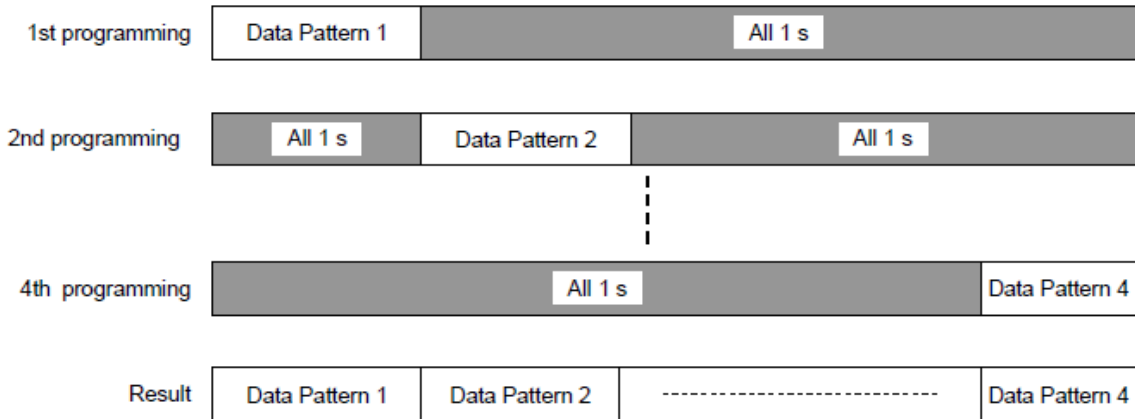 1st programming Data Pattern 1 All 1 s
2nd programming All 1 s Data Pattern 2 All 1 s
4th programming All 1 s Data Pattern 4
Result Data Pattern 1 Data Pattern 2 Data Pattern 4